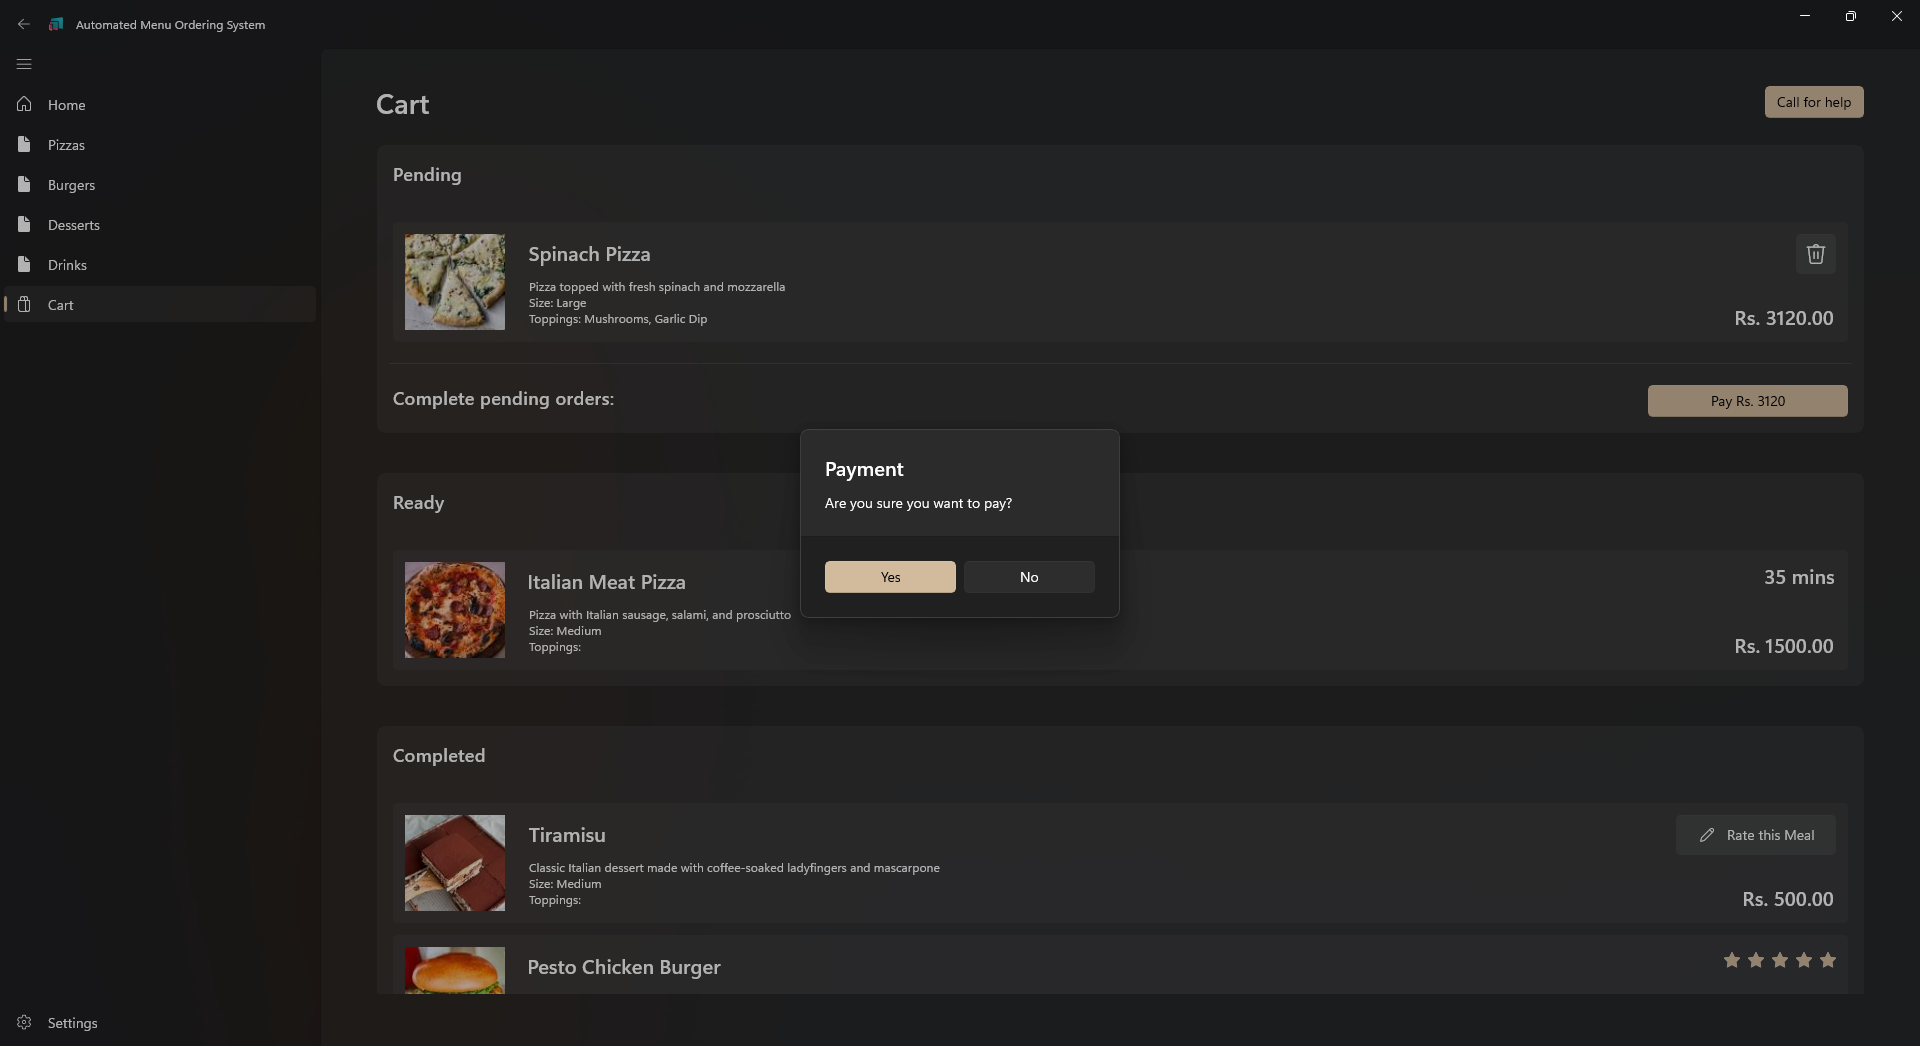 Automated Menu Ordering System
Home
Pizzas
Burgers
Desserts
Drinks
Cart
Settings
Cart
Call for help
Pending
Spinach Pizza
Pizza topped with fresh spinach and mozzarella
Size: Large
Toppings: Mushrooms, Garlic Dip
Rs. 3120.00
Complete pending orders:
Pay Rs. 3120
Payment
Are you sure you want to pay?
Yes
No
Ready
Italian Meat Pizza
35 mins
Pizza with Italian sausage, salami, and prosciutto
Size: Medium
Toppings:
Rs. 1500.00
Completed
Tiramisu
Rate this Meal
Classic Italian dessert made with coffee-soaked ladyfingers and mascarpone
Size: Medium
Toppings:
Rs. 500.00
Pesto Chicken Burger